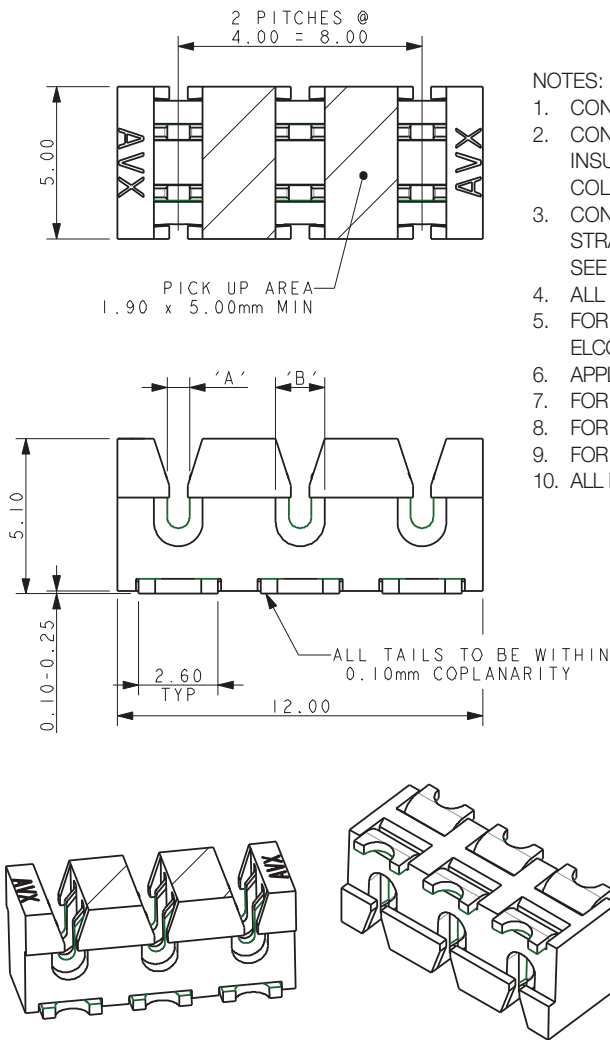 2 PITCHES @
4.00 = 8.00
5.00
AVX
AVX
PICK UP AREA
1.90 x 5.00mm MIN
'A'
'B'
5.10
0.10-0.25
2.60
TYP
12.00
ALL TAILS TO BE WITHIN
0.10mm COPLANARITY
AVX
AVX
NOTES:
1. CON
2. CON
INSU
COL
3. CON
STRA
SEE
4. ALL
5. FOR
ELCO
6. APPL
7. FOR
8. FOR
9. FOR
10. ALL